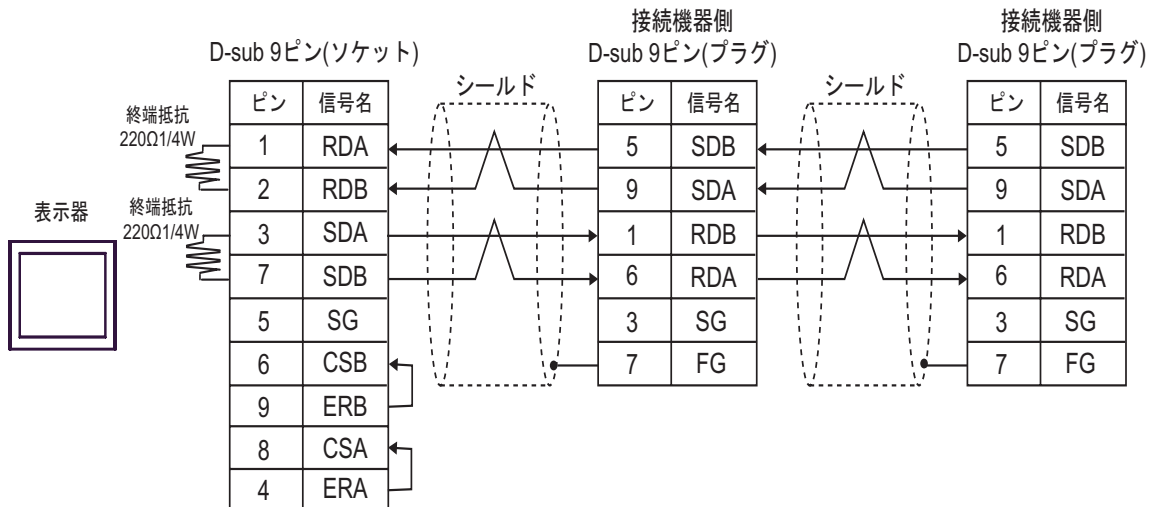 接続機器側
接続機器側
D-sub 9ピン(ソケット)
D-sub 9ピン(プラグ)
D-sub 9ピン(プラグ)
シールド
シールド
ピン 信号名
ピン 信号名
ピン 信号名
終端抵抗
220Ω1/4W
1 RDA
5 SDB
5 SDB
2 RDB
9 SDA
9 SDA
表示器
終端抵抗
220Ω1/4W
3 SDA
1 RDB
1 RDB
7 SDB
6 RDA
6 RDA
5 SG
3 SG
3 SG
6 CSB
7 FG
7 FG
9 ERB
8 CSA
4 ERA